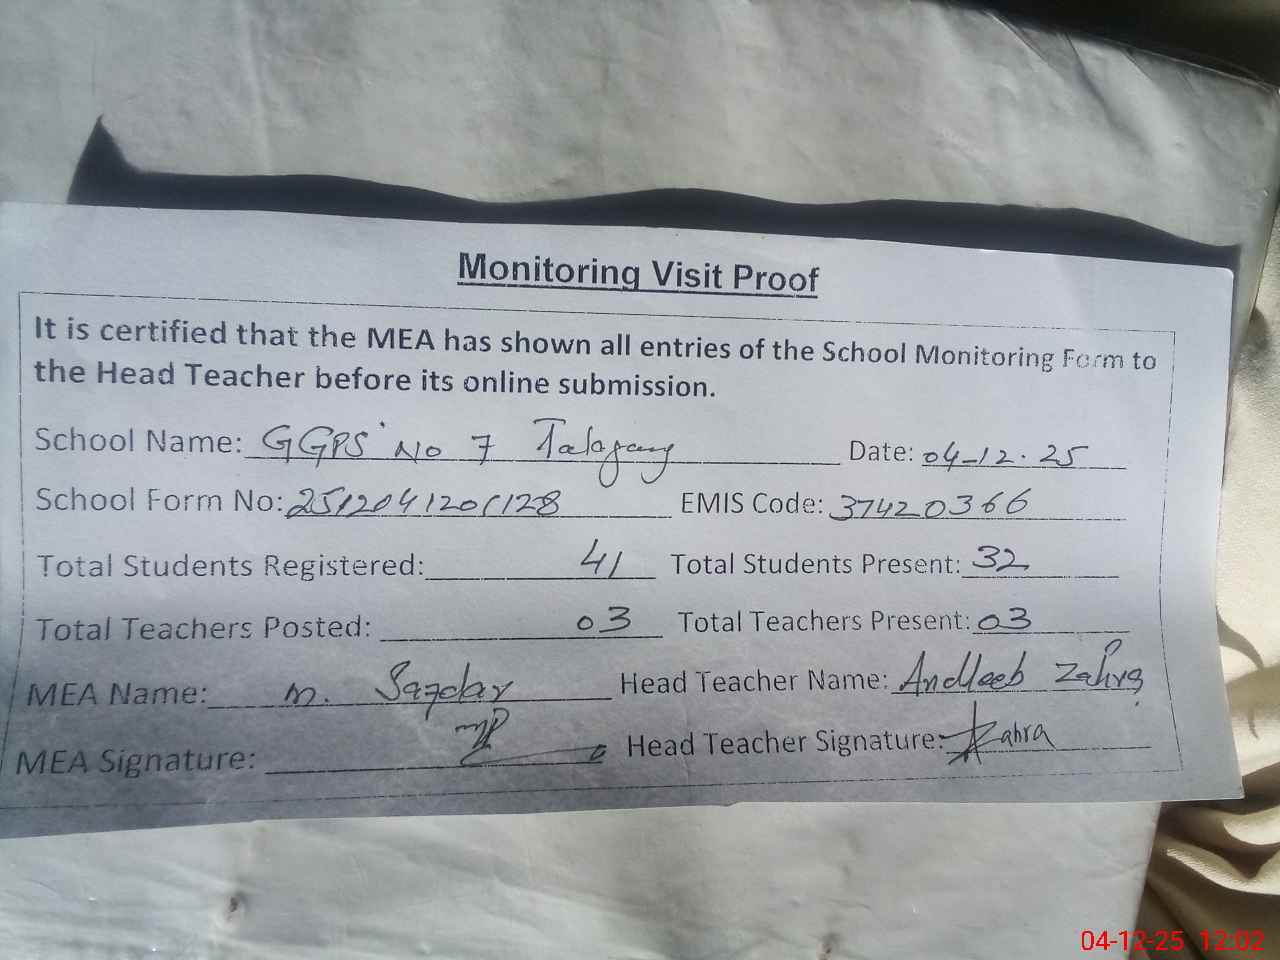 Monitoring Visit Proof
It is certified that the MEA has shown all entries of the School Monitoring Form to
the Head Teacher before its online submission.
School Name: GGPS No 7 Talagang Date: 04-12.25
School Form No: 2512041201128 EMIS Code: 37420366
Total Students Registered: 41 Total Students Present: 32
Total Teachers Posted: 03 Total Teachers Present: 03
MEA Name: M. Head Teacher Name: Andleeb Zahra
MEA Signature: Head Teacher Signature: Zahra
04-12-25 12:02